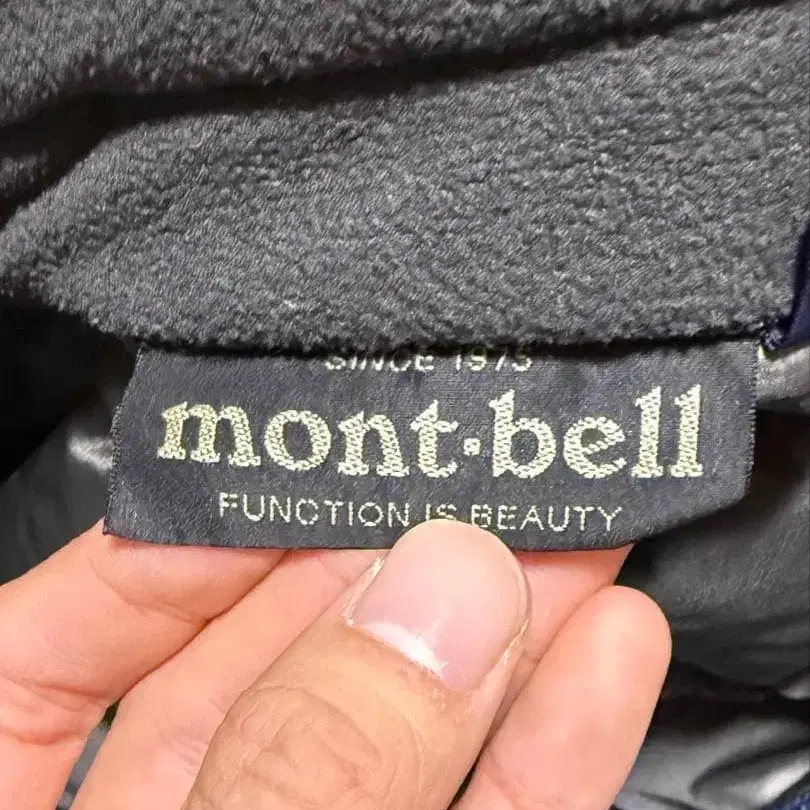 SINCE 1975
mont·bell
FUNCTION IS BEAUTY